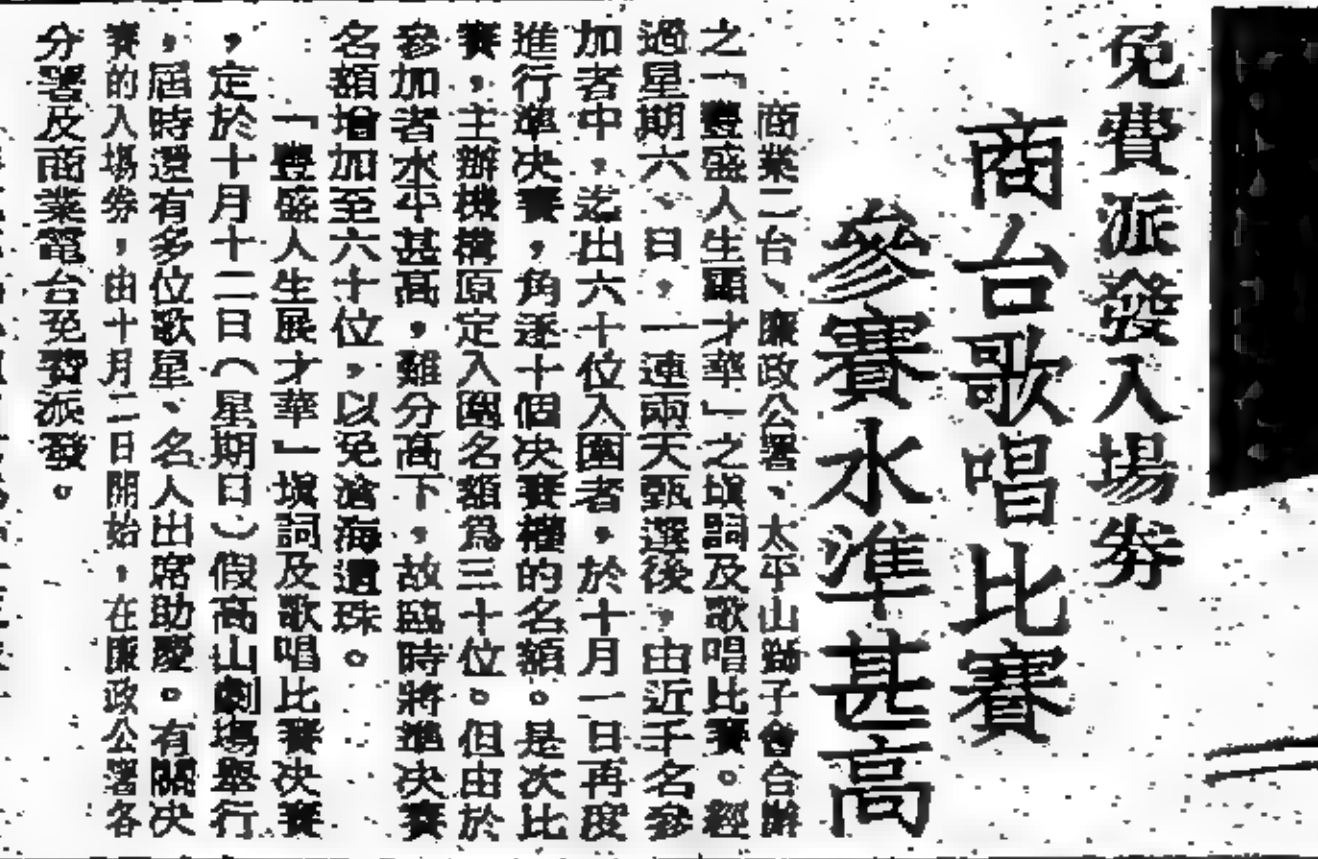 免費派發入場券
商台歌唱比賽
參賽水準甚高
商業二台、廉政公署、太平山獅子會合辦
之「豐盛人生顯才華」之塡詞及歌唱比賽。經
過星期六、日,一連兩天甄選後,由近千名參
加者中,迄出六十位入圍者,於十月一日再度
進行準决賽,角逐十個决賽權的名額。是次比
賽,主辦機構原定入圍名額爲三十位。但由於
參加者水平甚高,難分高下,故臨時將準决賽
名額增加至六十位,以免滄海遺珠。
「豐盛人生展才華」塡詞及歌唱比賽决賽
,定於十月十二日(星期日)假高山劇塲舉行
,屆時還有多位歌星、名人出席助慶。有關决
賽的入塲券,由十月二日開始,在廉政公署各
分署及商業電台免費派發。